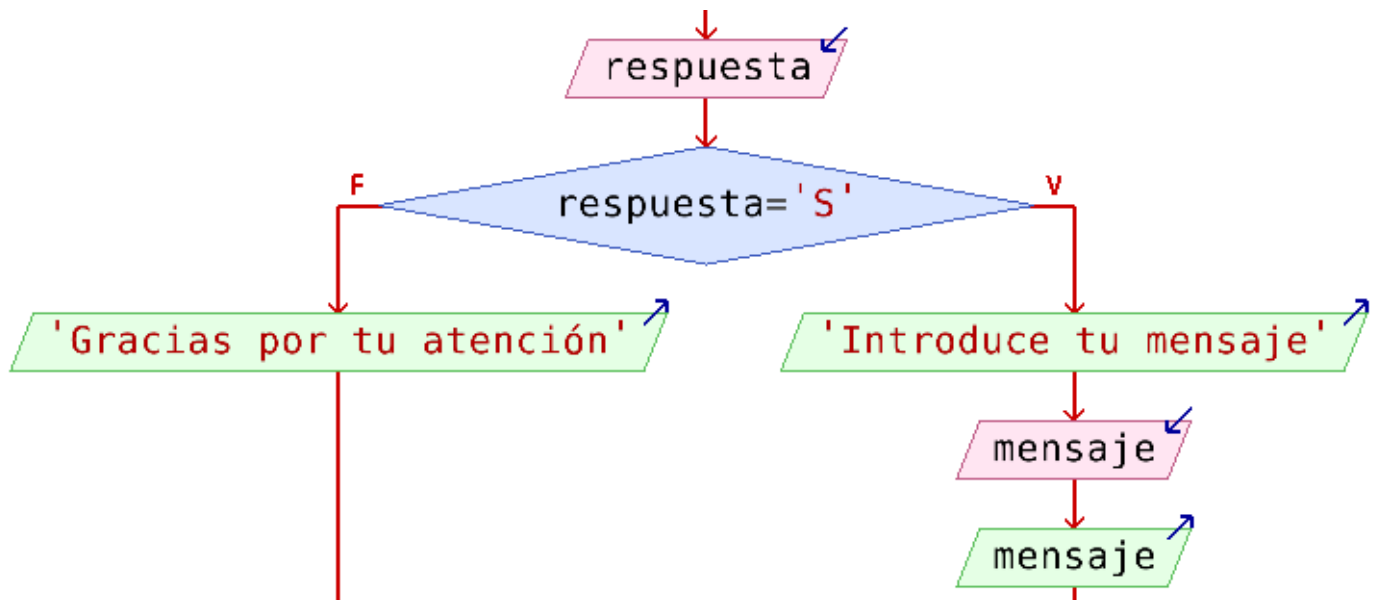 respuesta
F
V
respuesta='S'
'Gracias por tu atención'
'Introduce tu mensaje'
mensaje
mensaje